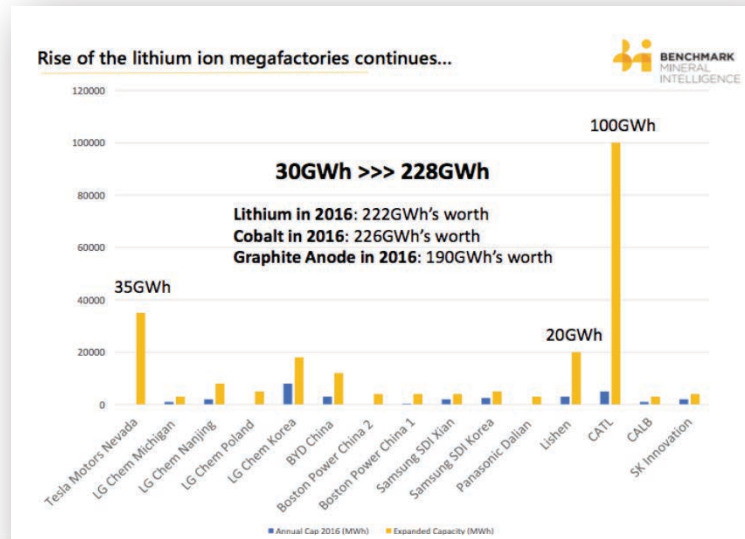 Rise of the lithium ion megafactories continues...
BENCHMARK
MINERAL
INTELLIGENCE
120000
100000
80000
60000
40000
20000
0
100GWh
30GWh >>> 228GWh
Lithium in 2016: 222GWh's worth
Cobalt in 2016: 226GWh's worth
Graphite Anode in 2016: 190GWh's worth
35GWh
20GWh
Tesla Motors Nevada
LG Chem Michigan
LG Chem Nanjing
LG Chem Poland
LG Chem Korea
BYD China
Boston Power China 2
Boston Power China 1
Samsung SDI Xian
Samsung SDI Korea
Panasonic Dalian
Lishen
CATL
CALB
SK Innovation
Annual Cap 2016 (MWh)
Expanded Capacity (MWh)